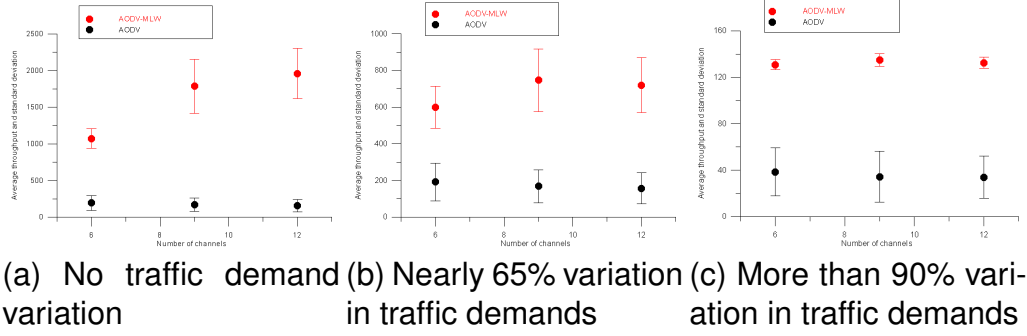 AODV-MLW
AODV
2500
2000
1500
1000
500
0
Average throughput and standard deviation
6
8
10
12
Number of channels
(a) No traffic demand
variation
AODV-MLW
AODV
1000
800
600
400
200
0
Average throughput and standard deviation
6
8
10
12
Number of channels
(b) Nearly 65% variation
in traffic demands
AODV-MLW
AODV
160
120
80
40
0
Average throughput and standard deviation
6
8
10
12
Number of channels
(c) More than 90% vari-
ation in traffic demands